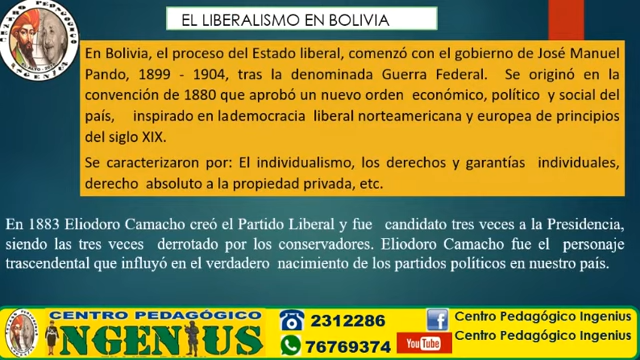 EL LIBERALISMO EN BOLIVIA
En Bolivia, el proceso del Estado liberal, comenzó con el gobierno de José Manuel
Pando, 1899 - 1904, tras la denominada Guerra Federal. Se originó en la
convención de 1880 que aprobó un nuevo orden económico, político y social del
país, inspirado en lademocracia liberal norteamericana y europea de principios
del siglo XIX.
Se caracterizaron por: El individualismo, los derechos y garantías individuales,
derecho absoluto a la propiedad privada, etc.
En 1883 Eliodoro Camacho creó el Partido Liberal y fue candidato tres veces a la Presidencia,
siendo las tres veces derrotado por los conservadores. Eliodoro Camacho fue el personaje
trascendental que influyó en el verdadero nacimiento de los partidos políticos en nuestro país.
CENTRO PEDAGÓGICO
INGENIUS
2312286
76769374
Centro Pedagógico Ingenius
YouTube
Centro Pedagógico Ingenius